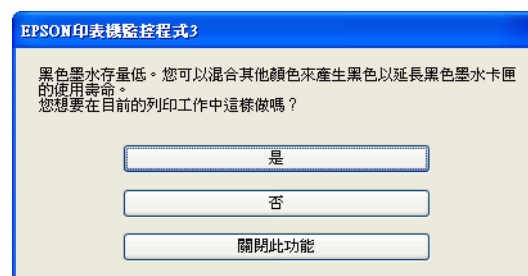 EPSON印表機監控程式3
黑色墨水存量低。您可以混合其他顏色來產生黑色以延長黑色墨水卡匣
的使用壽命。
您想要在目前的列印工作中這樣做嗎？
是
否
關閉此功能